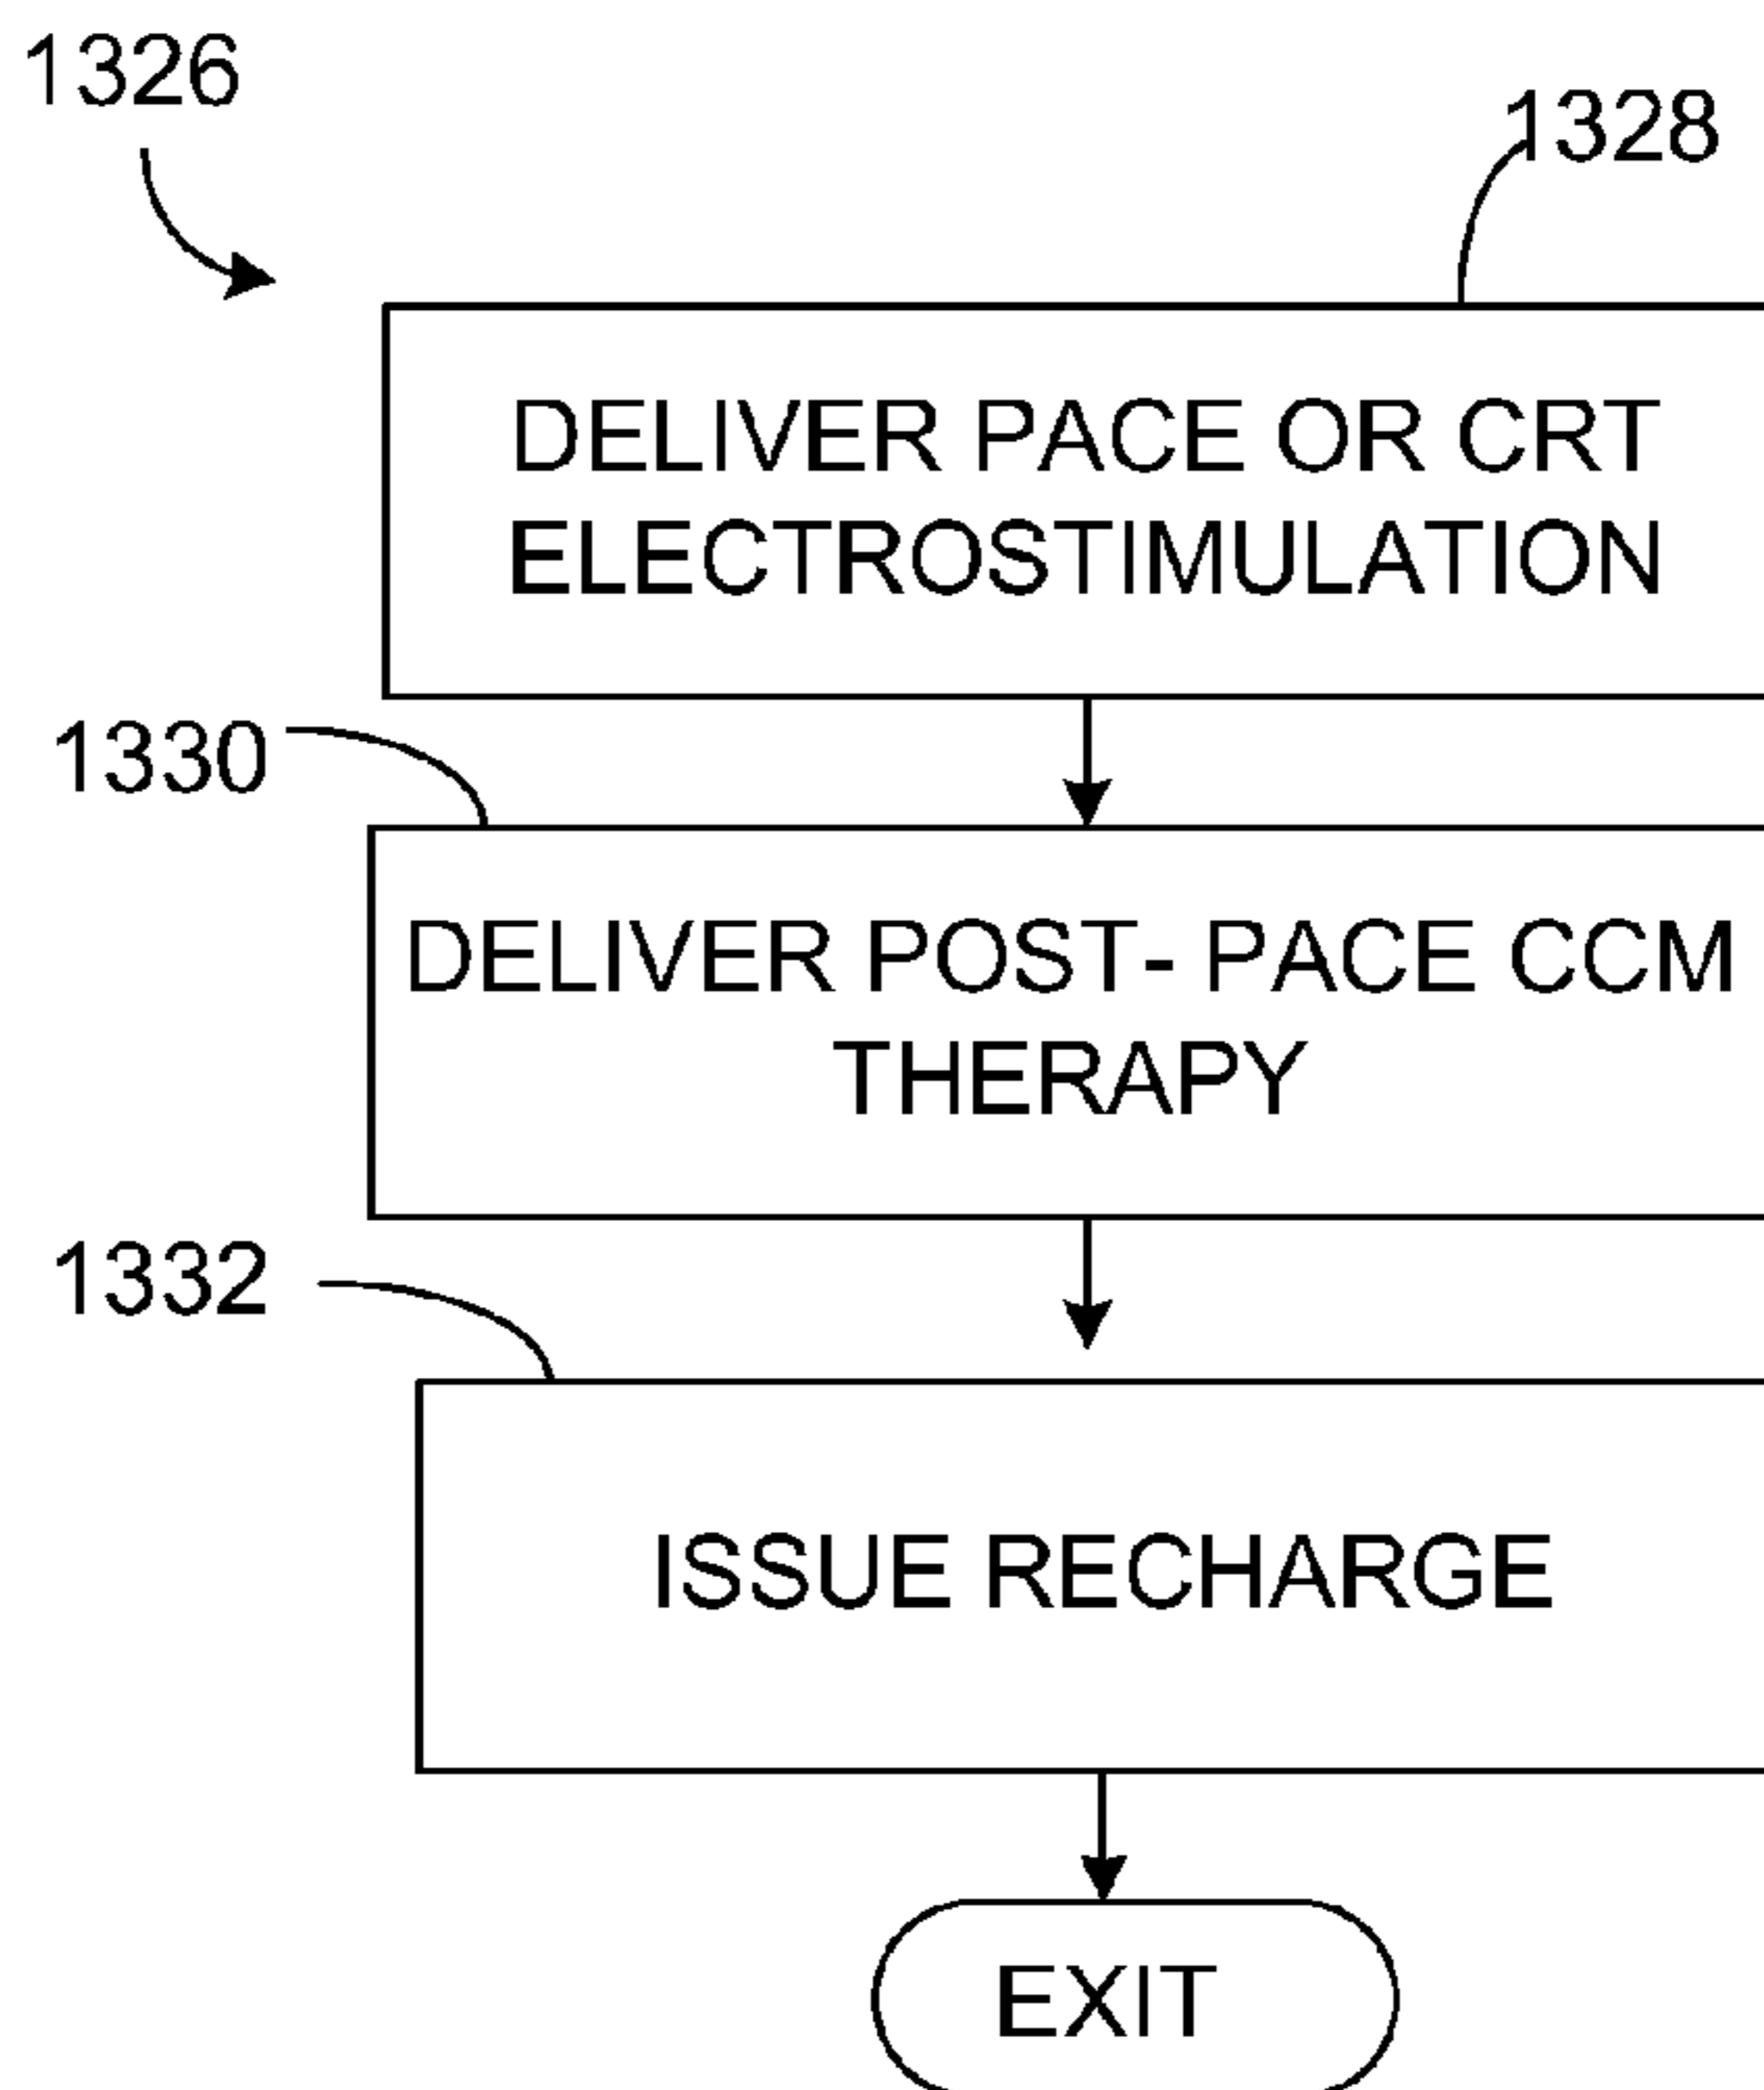 1326
1328
DELIVER PACE OR CRT
ELECTROSTIMULATION
1330
DELIVER POST- PACE CCM
THERAPY
1332
ISSUE RECHARGE
EXIT